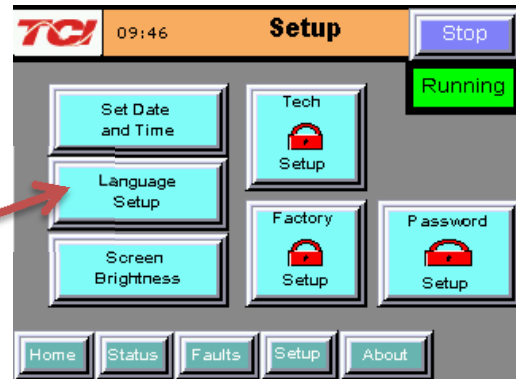 TCI
09:46
Setup
Stop
Running
Set Date
and Time
Tech
Setup
Language
Setup
Factory
Setup
Password
Setup
Screen
Brightness
Home
Status
Faults
Setup
About